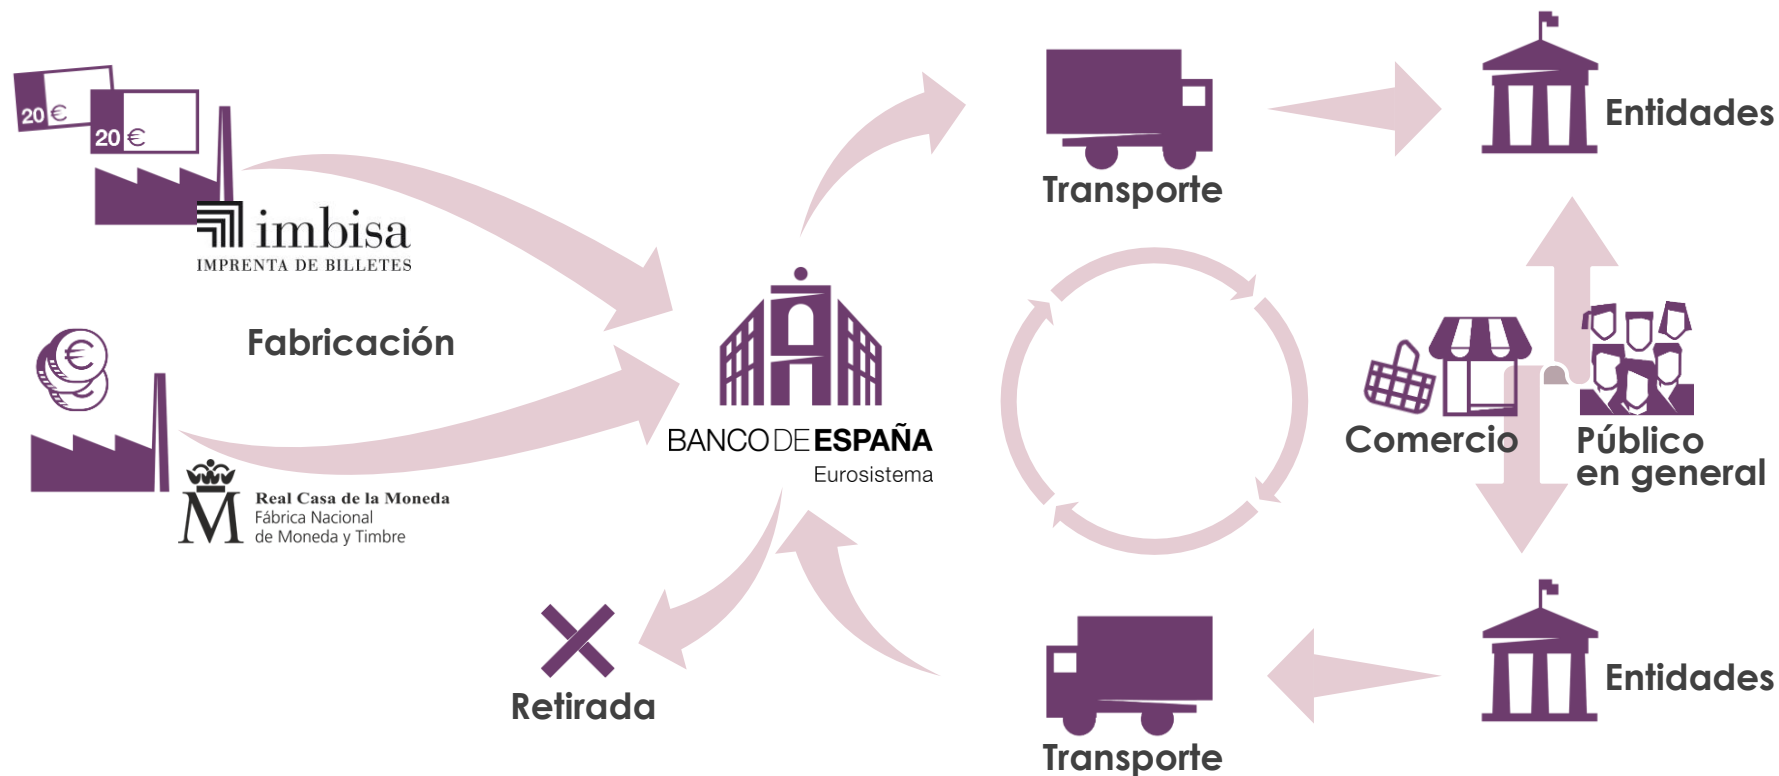 20 €
20 €
imbisa
IMPRENTA DE BILLETES
Fabricación
€
Real Casa de la Moneda
Fábrica Nacional
de Moneda y Timbre
BANCO DE ESPAÑA
Eurosistema
Retirada
Transporte
Entidades
Comercio
Público
en general
Entidades
Transporte